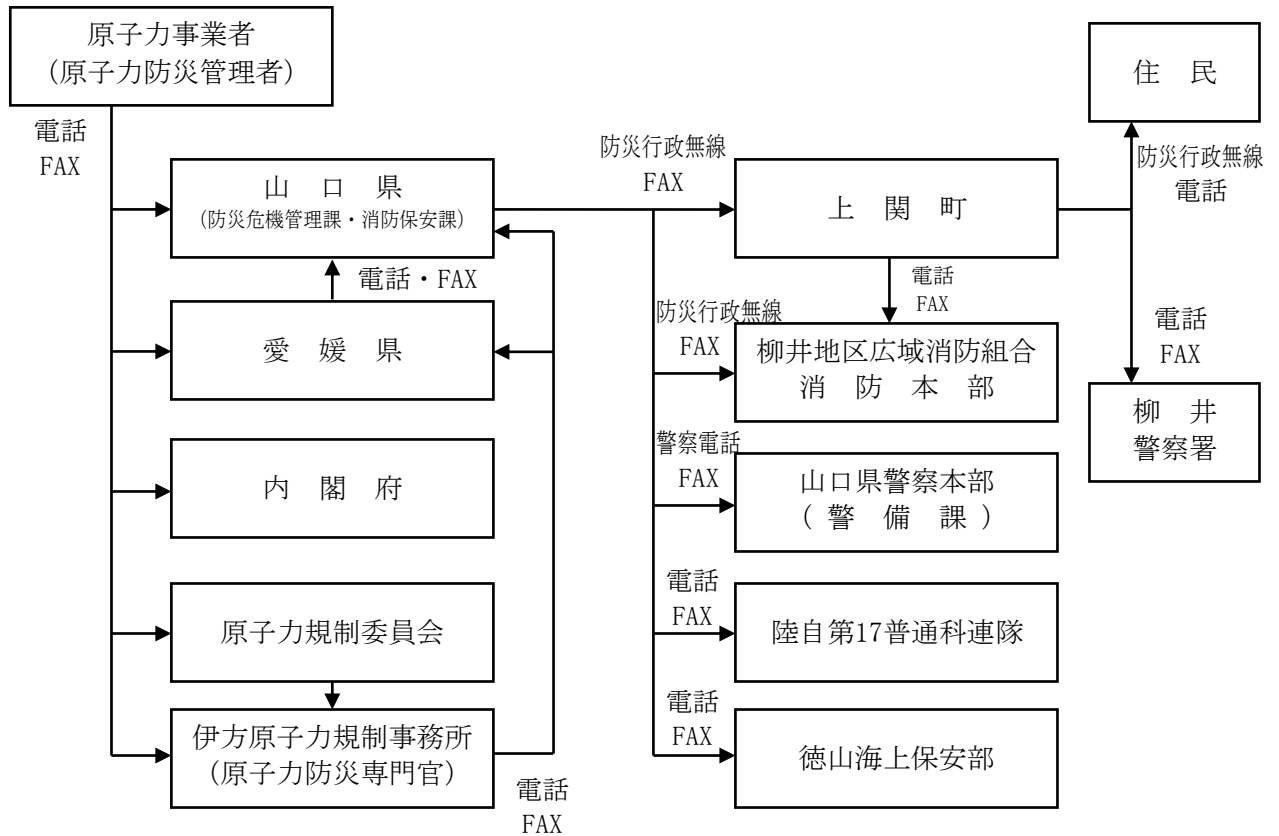 原子力事業者
(原子力防災管理者)
電話
FAX
山　口　県
(防災危機管理課・消防保安課)
電話・FAX
愛　媛　県
内　閣　府
原子力規制委員会
伊方原子力規制事務所
(原子力防災専門官)
電話
FAX
防災行政無線
FAX
上　関　町
電話
FAX
防災行政無線
FAX
柳井地区広域消防組合
消　防　本　部
警察電話
FAX
山口県警察本部
(　警　備　課　)
電話
FAX
陸自第17普通科連隊
電話
FAX
徳山海上保安部
住　民
防災行政無線
電話
電話
FAX
柳　井
警察署